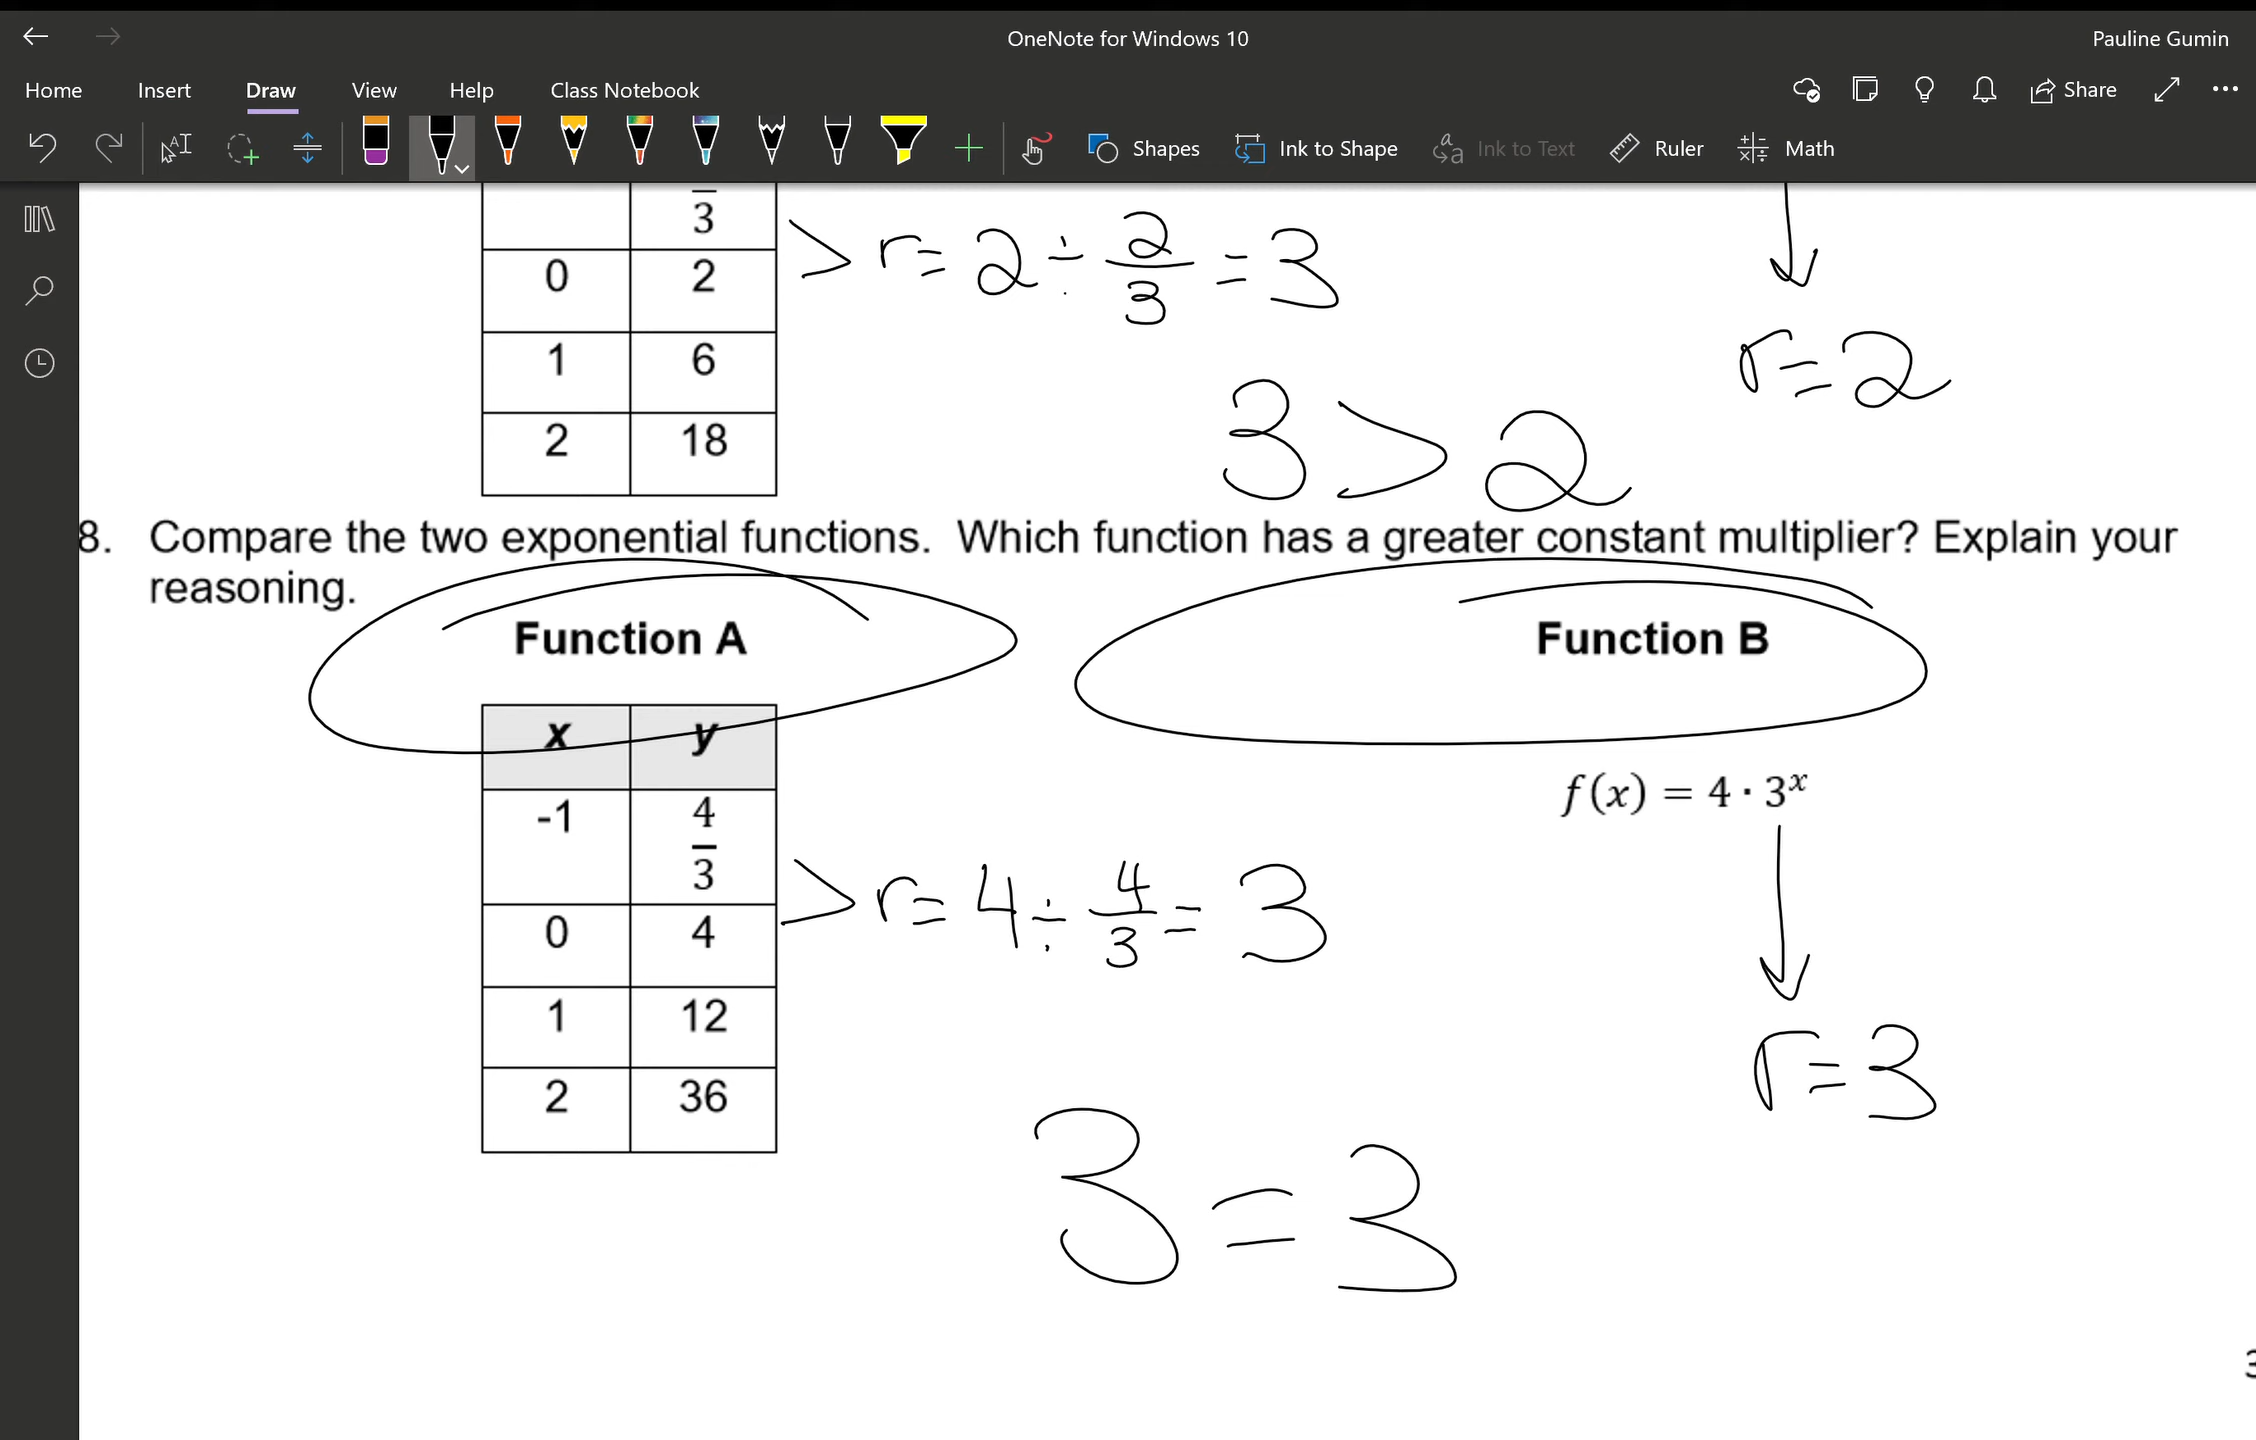 OneNote for Windows 10
Pauline Gumin
Home Insert Draw View Help Class Notebook Share
Shapes Ink to Shape Ink to Text Ruler Math
3
0 2
r = 2 ÷ 2/3 = 3
1 6
r = 2
2 18
3 > 2
8. Compare the two exponential functions. Which function has a greater constant multiplier? Explain your
reasoning.
Function A Function B
x y
f(x) = 4 · 3ˣ
-1 4/3
r = 4 ÷ 4/3 = 3
0 4
1 12
r = 3
2 36
3 = 3